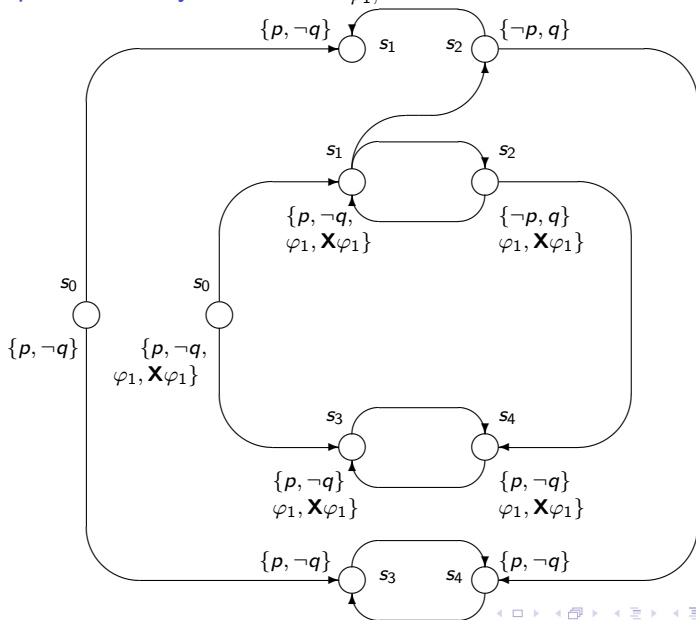 {p, ¬q} s₁ s₂ {¬p, q}
s₁ s₂
{p, ¬q, {¬p, q}
φ₁, Xφ₁} φ₁, Xφ₁}
s₀ s₀
{p, ¬q} {p, ¬q,
φ₁, Xφ₁}
s₃ s₄
{p, ¬q} {p, ¬q}
φ₁, Xφ₁} φ₁, Xφ₁}
{p, ¬q} s₃ s₄ {p, ¬q}